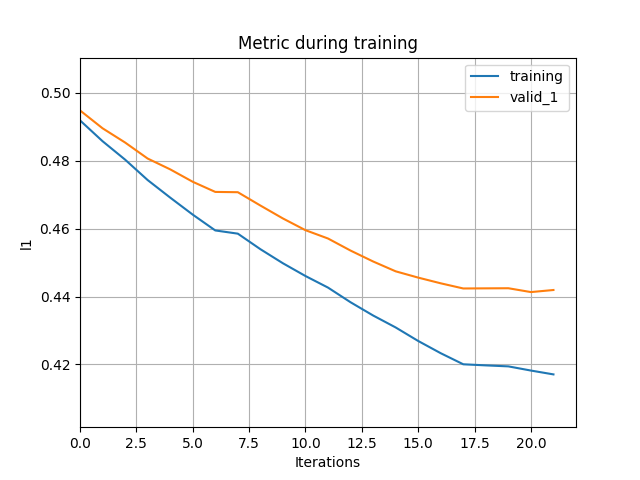 Metric during training
training
valid_1
0.50
0.48
0.46
0.44
0.42
l1
0.0 2.5 5.0 7.5 10.0 12.5 15.0 17.5 20.0
Iterations